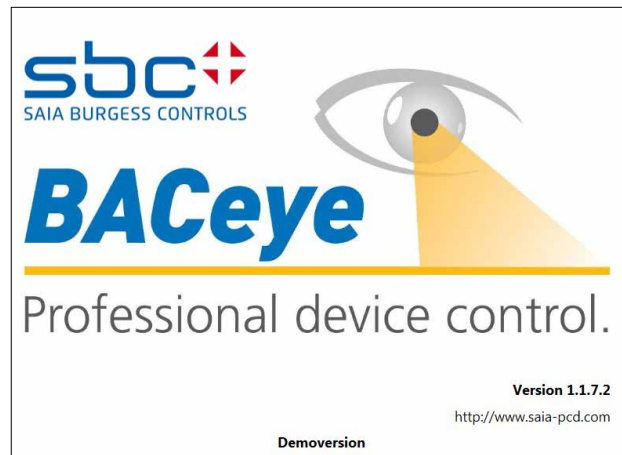 sbc
SAIA BURGESS CONTROLS
BACeye
Professional device control.
Version 1.1.7.2
http://www.saia-pcd.com
Demoversion